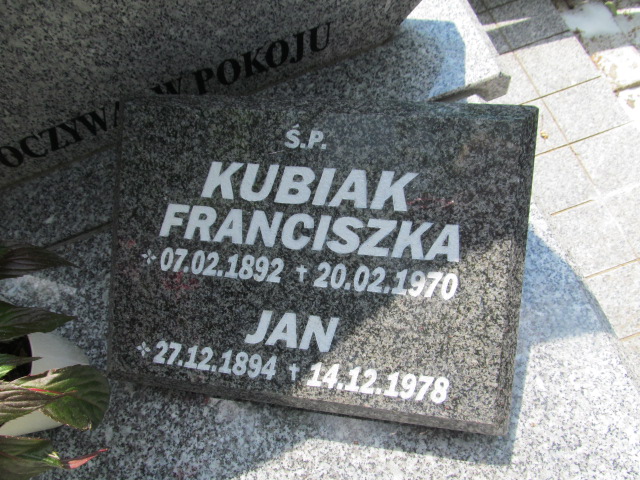 OCZYWA W POKOJU
Ś.P.
KUBIAK
FRANCISZKA
07.02.1892 † 20.02.1970
JAN
27.12.1894 † 14.12.1978